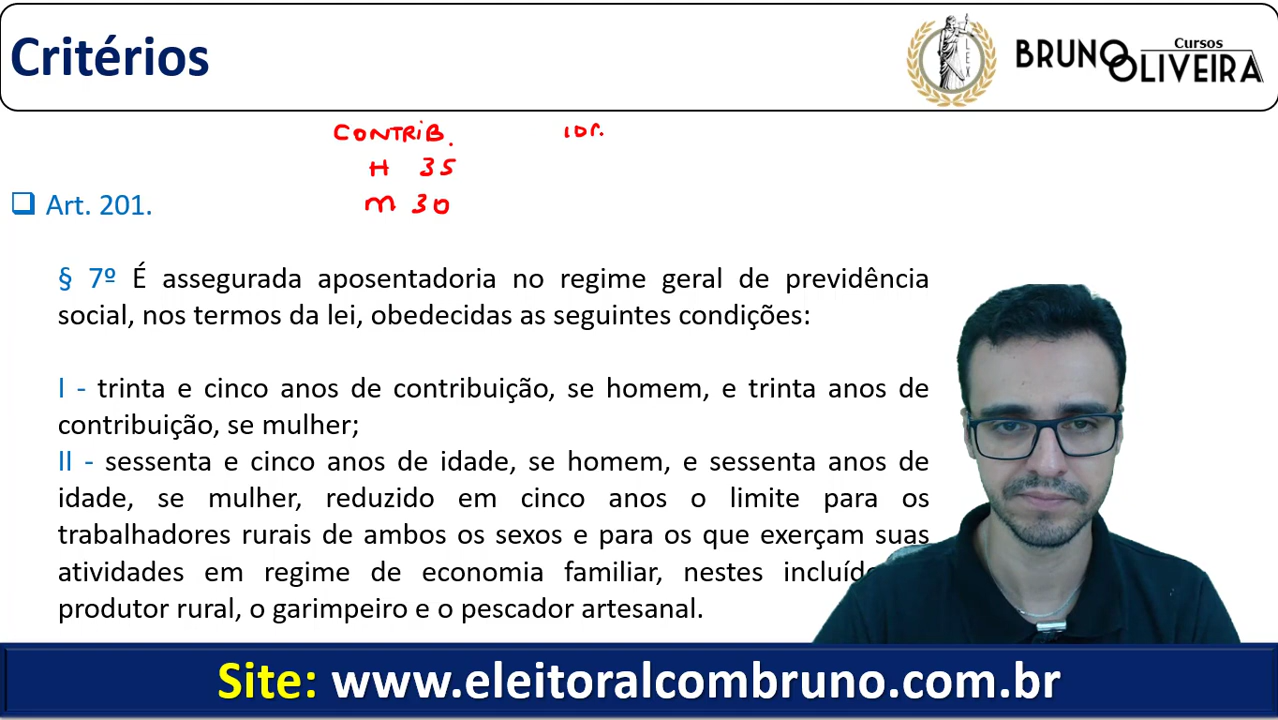 Critérios
LEX
Cursos
BRUNO
OLIVEIRA
CONTRIB.
H 35
M 30
❑ Art. 201.
§ 7º É assegurada aposentadoria no regime geral de previdência
social, nos termos da lei, obedecidas as seguintes condições:
I - trinta e cinco anos de contribuição, se homem, e trinta anos de
contribuição, se mulher;
II - sessenta e cinco anos de idade, se homem, e sessenta anos de
idade, se mulher, reduzido em cinco anos o limite para os
trabalhadores rurais de ambos os sexos e para os que exerçam suas
atividades em regime de economia familiar, nestes
produtor rural, o garimpeiro e o pescador artesanal.
Site: www.eleitoralcombruno.com.br